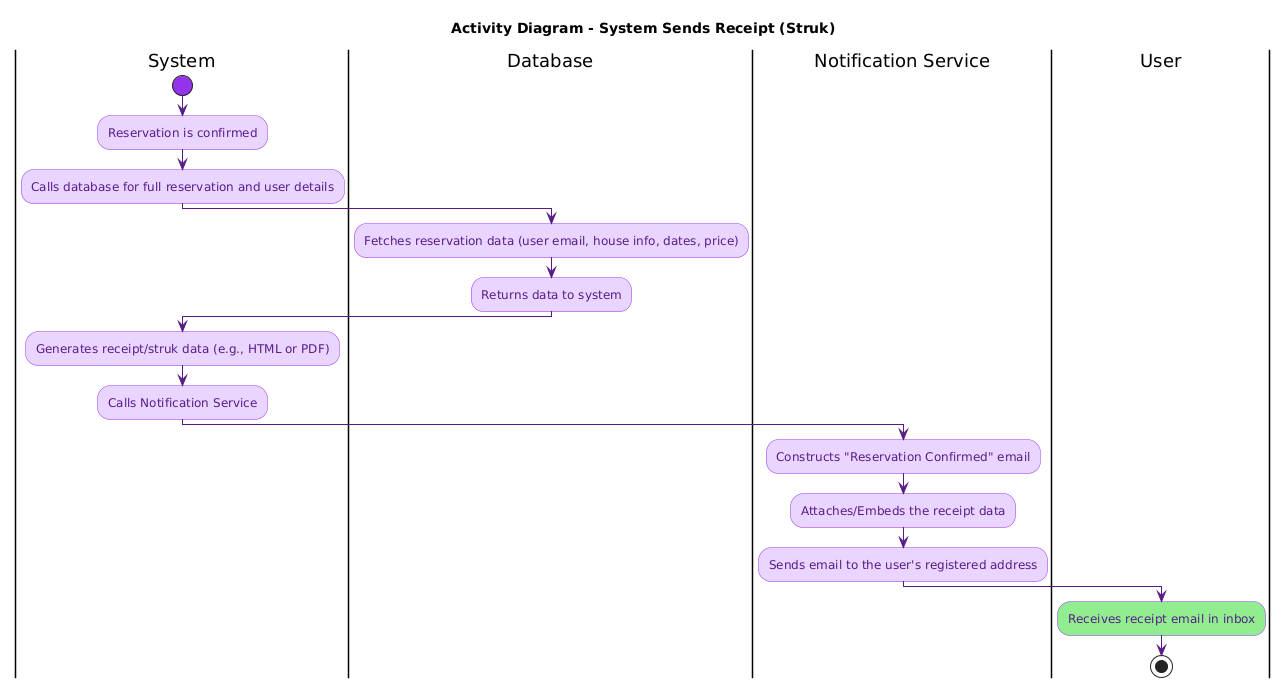 Activity Diagram - System Sends Receipt (Struk)
System
Database
Notification Service
User
Reservation is confirmed
Calls database for full reservation and user details
Fetches reservation data (user email, house info, dates, price)
Returns data to system
Generates receipt/struk data (e.g., HTML or PDF)
Calls Notification Service
Constructs "Reservation Confirmed" email
Attaches/Embeds the receipt data
Sends email to the user's registered address
Receives receipt email in inbox